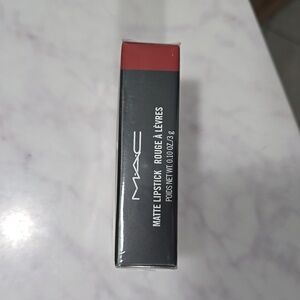 MAC
MATTE LIPSTICK ROUGE À LÈVRES
POIDS NET WT. 0.10 OZ./3 g